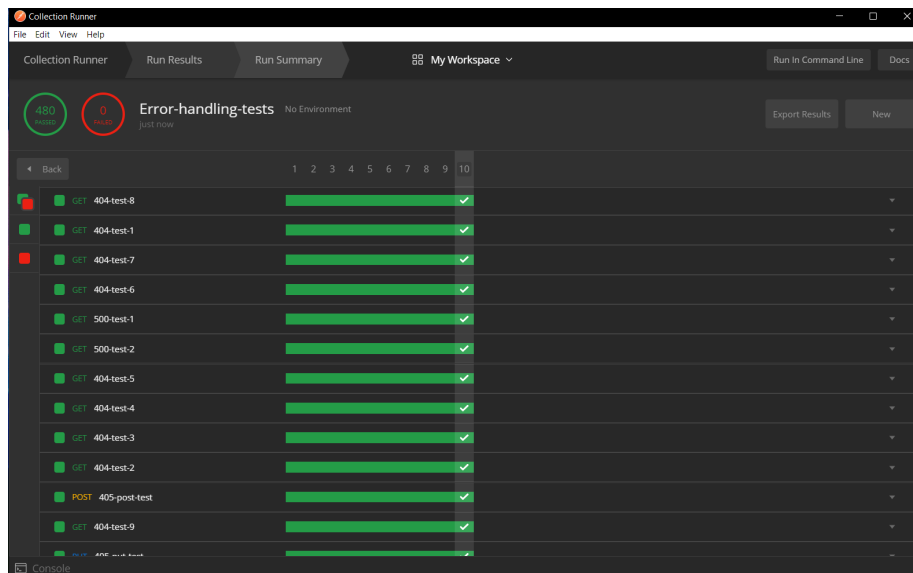 Collection Runner
File Edit View Help
Collection Runner Run Results Run Summary My Workspace Run In Command Line Docs
480 PASSED 0 FAILED Error-handling-tests No Environment Export Results New
just now
Back 1 2 3 4 5 6 7 8 9 10
GET 404-test-8
GET 404-test-1
GET 404-test-7
GET 404-test-6
GET 500-test-1
GET 500-test-2
GET 404-test-5
GET 404-test-4
GET 404-test-3
GET 404-test-2
POST 405-post-test
GET 404-test-9
PUT 405-put-test
Console